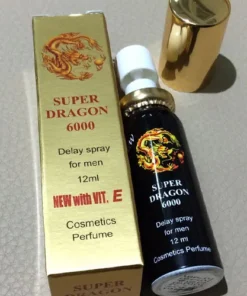 SUPER
DRAGON
6000
Delay spray
for men
12ml
NEW with VIT. E
Cosmetics
Perfume
SUPER
DRAGON
SUPER
DRAGON
6000
Delay spray
for men
12 ml
Cosmetics Perfume